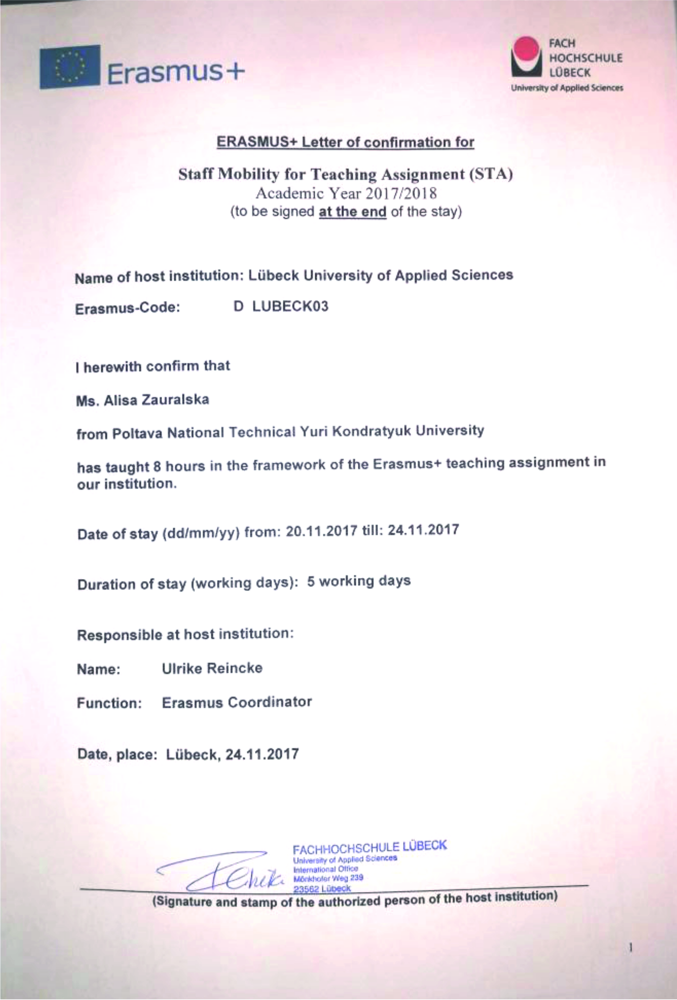 Erasmus+
FACH
HOCHSCHULE
LÜBECK
University of Applied Sciences
ERASMUS+ Letter of confirmation for
Staff Mobility for Teaching Assignment (STA)
Academic Year 2017/2018
(to be signed at the end of the stay)
Name of host institution: Lübeck University of Applied Sciences
Erasmus-Code: D LUBECK03
I herewith confirm that
Ms. Alisa Zauralska
from Poltava National Technical Yuri Kondratyuk University
has taught 8 hours in the framework of the Erasmus+ teaching assignment in
our institution.
Date of stay (dd/mm/yy) from: 20.11.2017 till: 24.11.2017
Duration of stay (working days): 5 working days
Responsible at host institution:
Name: Ulrike Reincke
Function: Erasmus Coordinator
Date, place: Lübeck, 24.11.2017
FACHHOCHSCHULE LÜBECK
University of Applied Sciences
International Office
Mönkhofer Weg 239
23562 Lübeck
(Signature and stamp of the authorized person of the host institution)
1